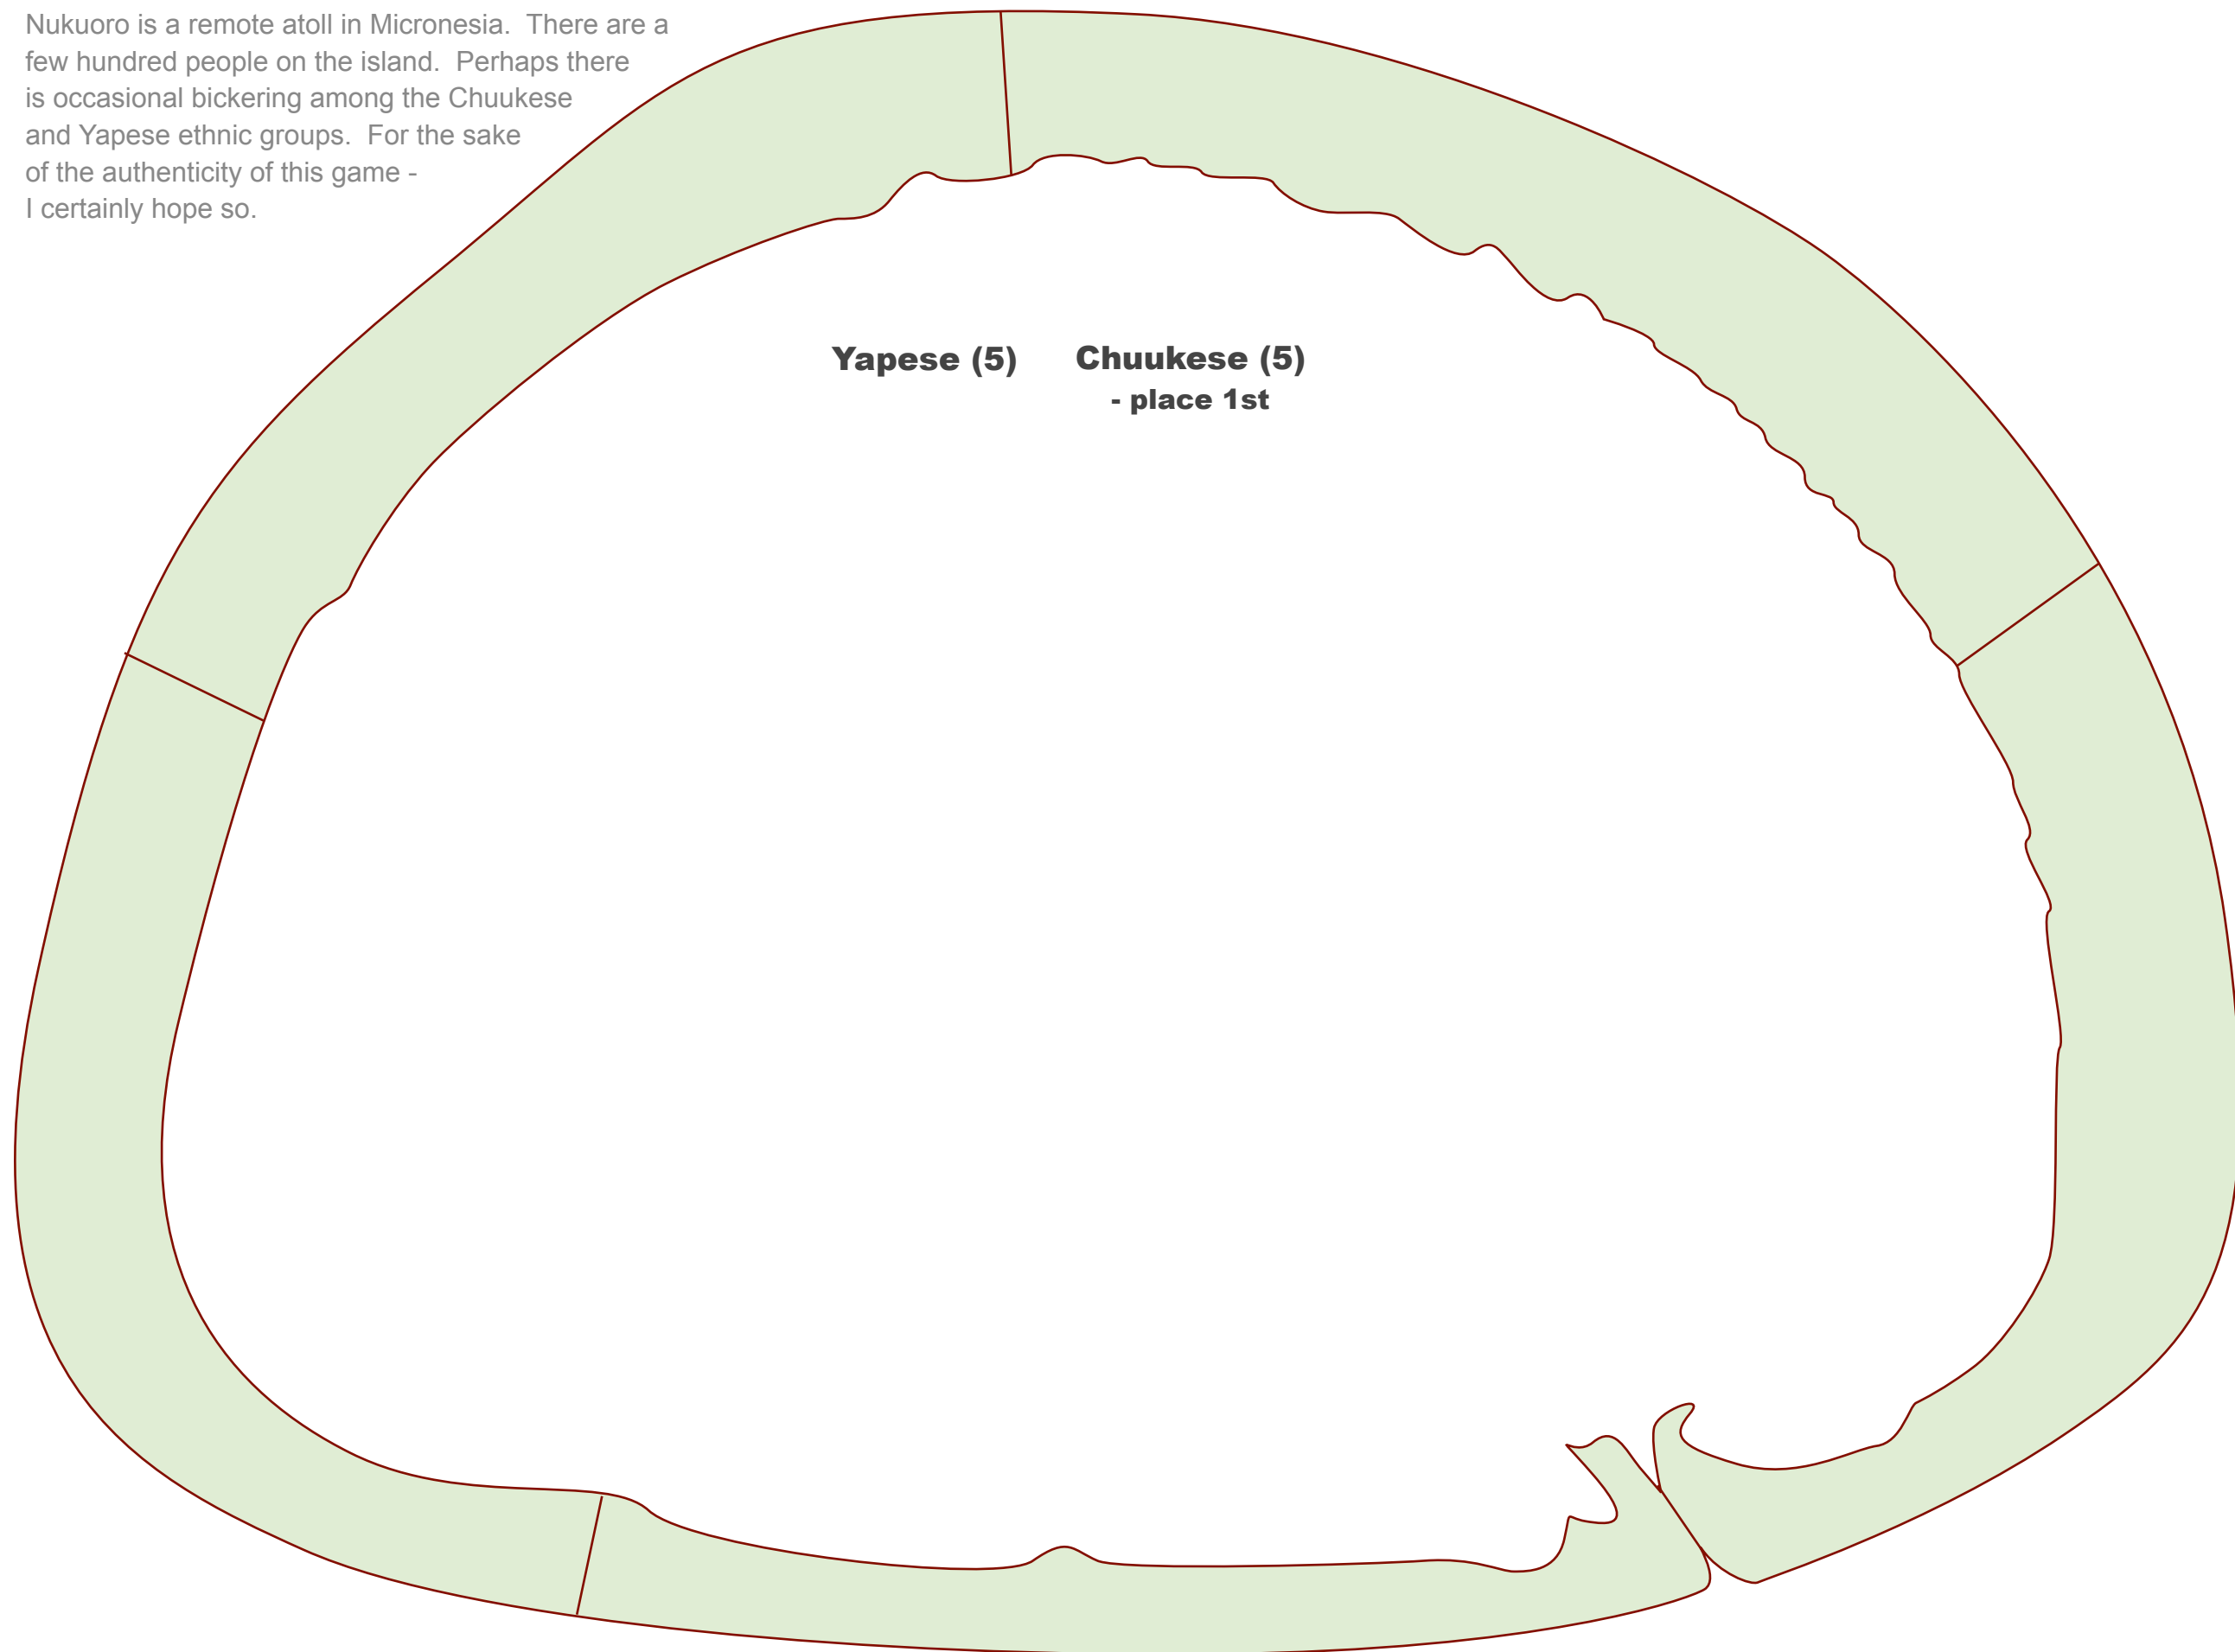 Nukuoro is a remote atoll in Micronesia.  There are a
few hundred people on the island.  Perhaps there
is occasional bickering among the Chuukese
and Yapese ethnic groups.  For the sake
of the authenticity of this game -
I certainly hope so.
Yapese (5)
Chuukese (5)
- place 1st